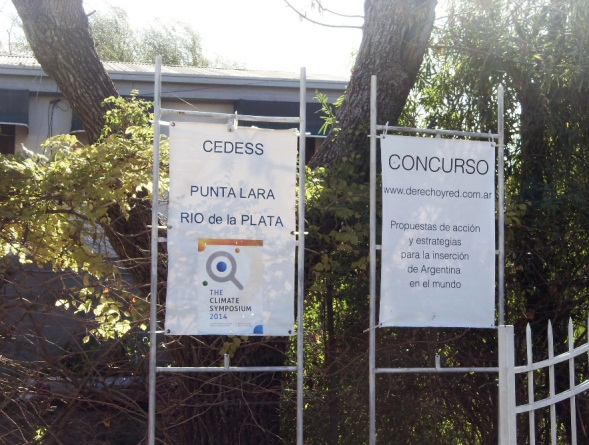 CEDESS
PUNTA LARA
RIO de la PLATA
THE
CLIMATE
SYMPOSIUM
2014
CONCURSO
www.derechoyred.com.ar
Propuestas de acción
y estrategias
para la inserción
de Argentina
en el mundo